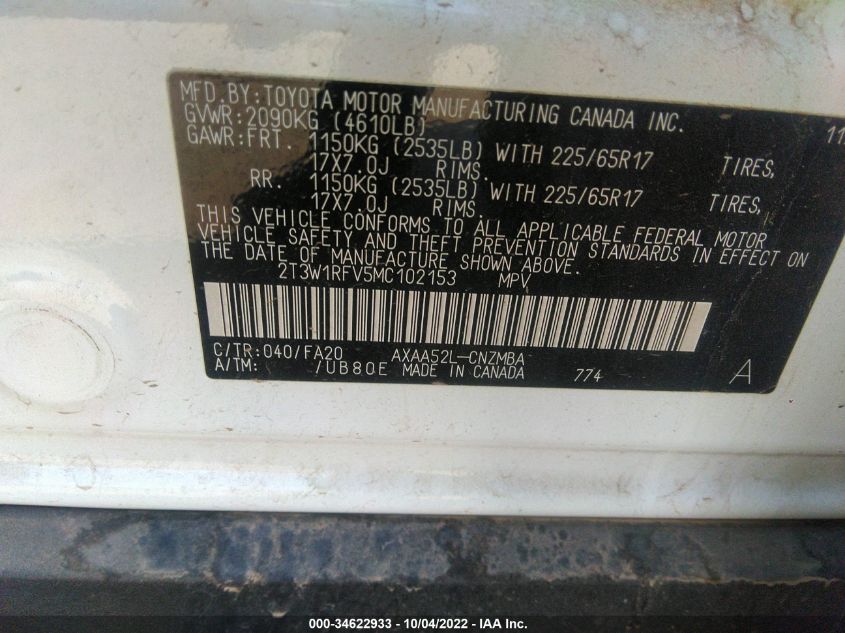 MFD.BY:TOYOTA MOTOR MANUFACTURING CANADA INC. 11
GVWR:2090KG (4610LB)
GAWR:FRT. 1150KG (2535LB) WITH 225/65R17 TIRES,
17X7.0J RIMS.
RR. 1150KG (2535LB) WITH 225/65R17 TIRES,
17X7.0J RIMS.
THIS VEHICLE CONFORMS TO ALL APPLICABLE FEDERAL MOTOR
VEHICLE SAFETY AND THEFT PREVENTION STANDARDS IN EFFECT ON
THE DATE OF MANUFACTURE SHOWN ABOVE.
2T3W1RFV5MC102153 MPV
C/TR:040/FA20 AXAA52L-CNZMBA
A/TM: /UB80E MADE IN CANADA 774 A
000-34622933 - 10/04/2022 - IAA Inc.